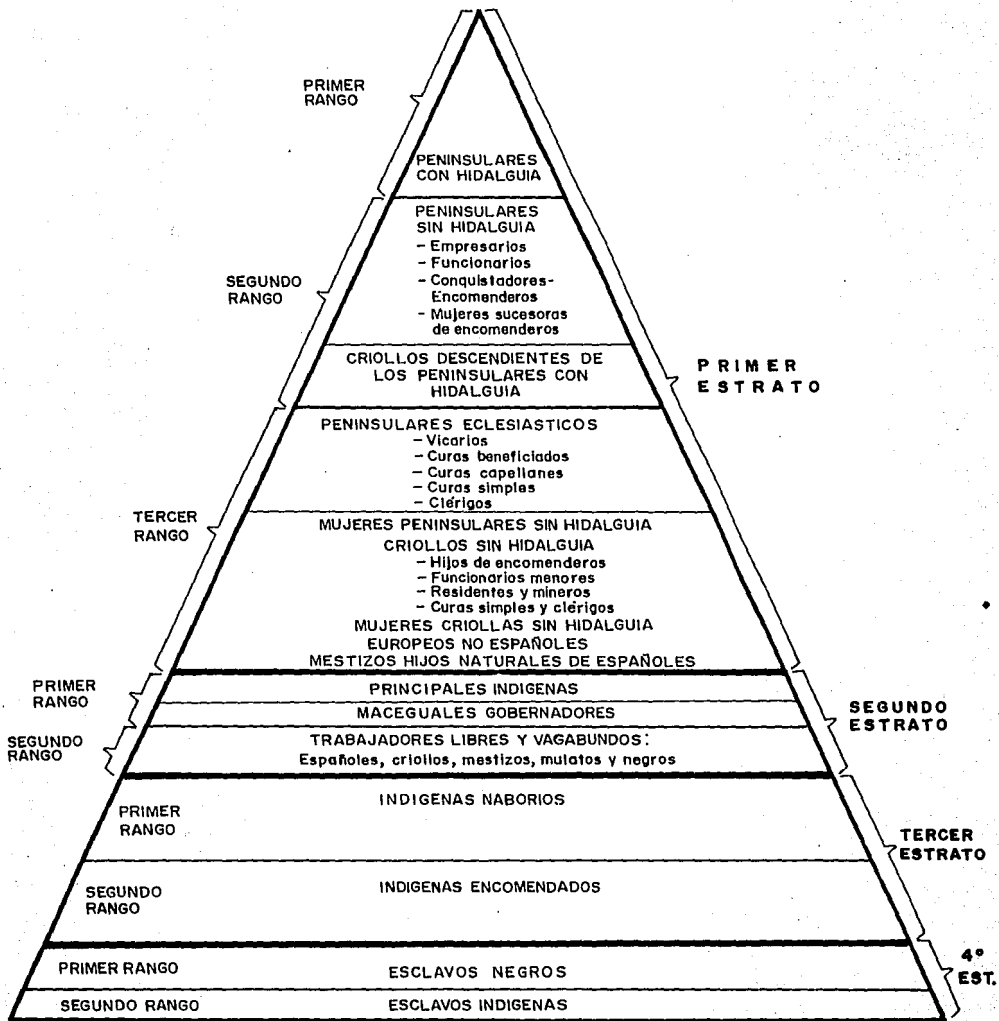 PRIMER
RANGO
PENINSULARES
CON HIDALGUIA
SEGUNDO
RANGO
PENINSULARES
SIN HIDALGUIA
- Empresarios
- Funcionarios
- Conquistadores-
Encomenderos
- Mujeres sucesoras
de encomenderos
CRIOLLOS DESCENDIENTES DE
LOS PENINSULARES CON
HIDALGUIA
PRIMER
ESTRATO
TERCER
RANGO
PENINSULARES ECLESIASTICOS
- Vicarios
- Curas beneficiados
- Curas capellanes
- Curas simples
- Clérigos
MUJERES PENINSULARES SIN HIDALGUIA
CRIOLLOS SIN HIDALGUIA
- Hijos de encomenderos
- Funcionarios menores
- Residentes y mineros
- Curas simples y clérigos
MUJERES CRIOLLAS SIN HIDALGUIA
EUROPEOS NO ESPAÑOLES
MESTIZOS HIJOS NATURALES DE ESPAÑOLES
PRIMER
RANGO
PRINCIPALES INDIGENAS
MACEGUALES GOBERNADORES
SEGUNDO
ESTRATO
SEGUNDO
RANGO
TRABAJADORES LIBRES Y VAGABUNDOS:
Españoles, criollos, mestizos, mulatos y negros
PRIMER
RANGO
INDIGENAS NABORIOS
TERCER
ESTRATO
SEGUNDO
RANGO
INDIGENAS ENCOMENDADOS
PRIMER RANGO
ESCLAVOS NEGROS
4º
EST.
SEGUNDO RANGO
ESCLAVOS INDIGENAS